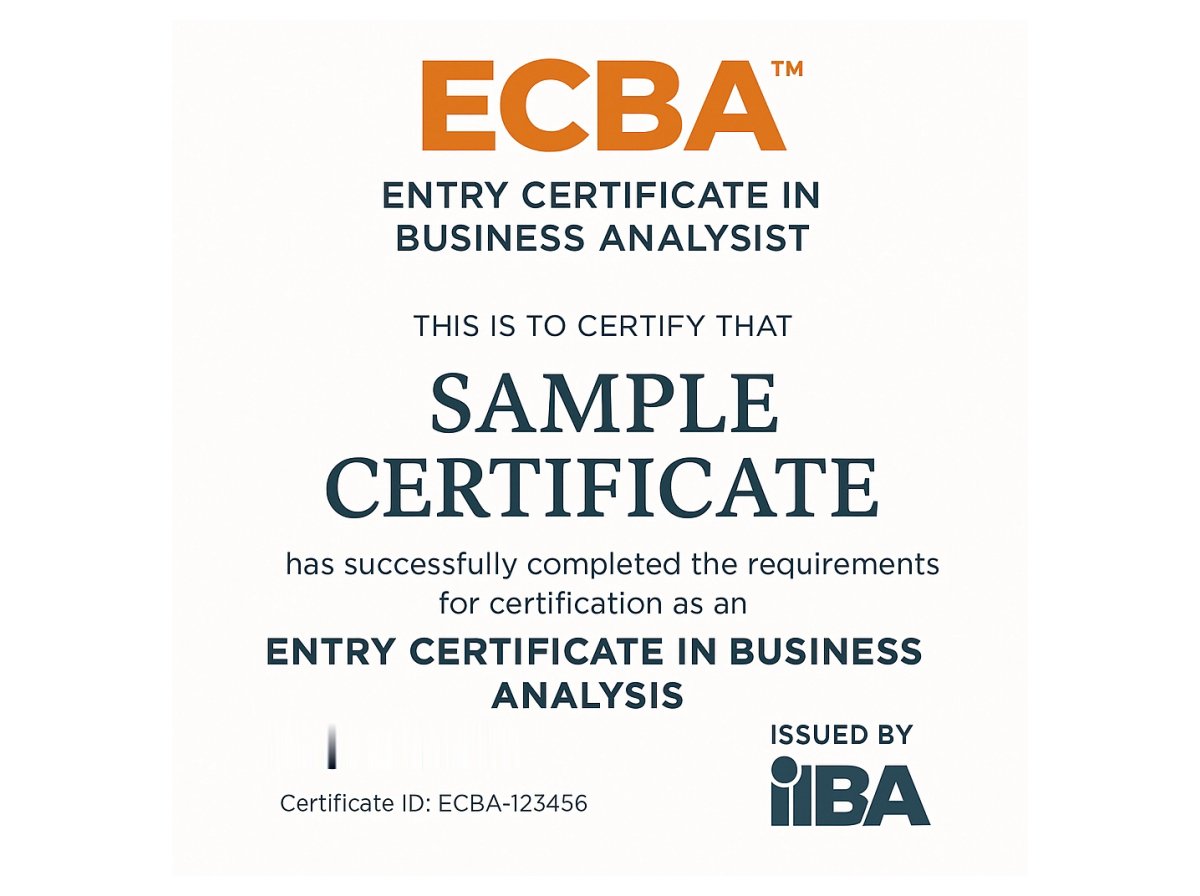 ECBA™
ENTRY CERTIFICATE IN
BUSINESS ANALYSIST
THIS IS TO CERTIFY THAT
SAMPLE
CERTIFICATE
has successfully completed the requirements
for certification as an
ENTRY CERTIFICATE IN BUSINESS
ANALYSIS
ISSUED BY
iiBA
Certificate ID: ECBA-123456